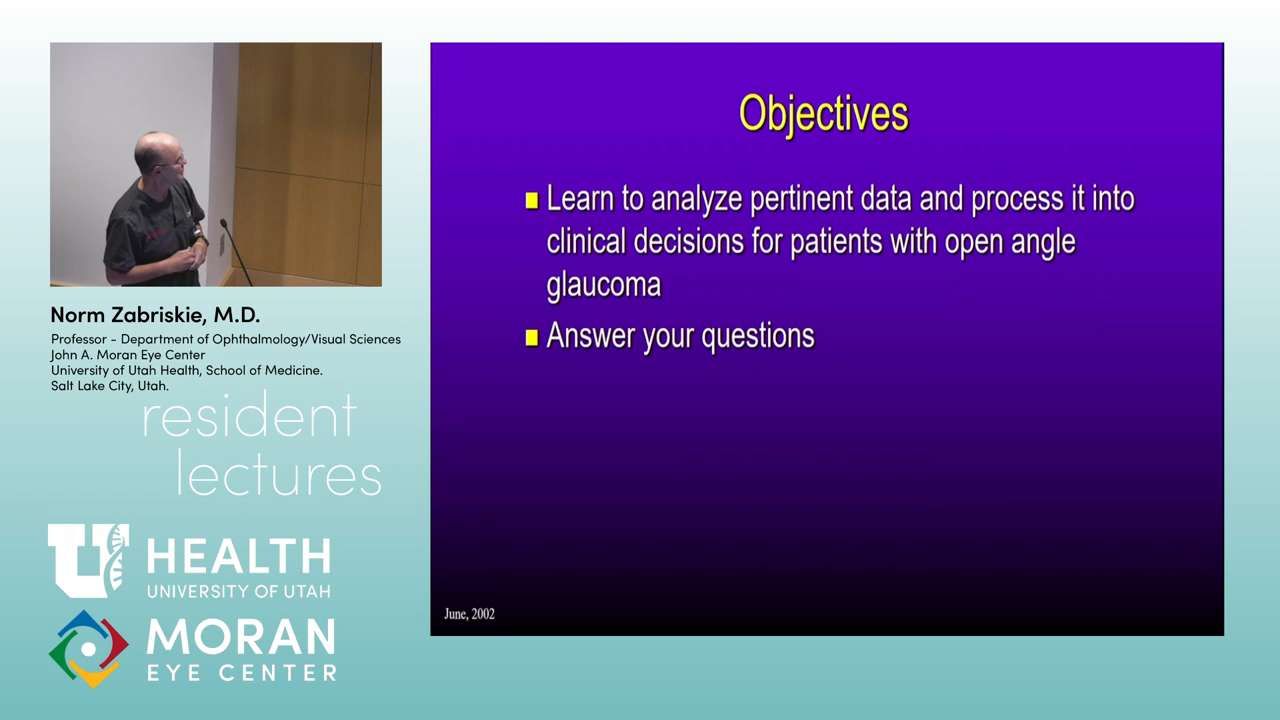 Norm Zabriskie, M.D.
Professor - Department of Ophthalmology/Visual Sciences
John A. Moran Eye Center
University of Utah Health, School of Medicine.
Salt Lake City, Utah.
resident
lectures
U HEALTH
UNIVERSITY OF UTAH
MORAN
EYE CENTER
Objectives
Learn to analyze pertinent data and process it into
clinical decisions for patients with open angle
glaucoma
Answer your questions
June, 2002